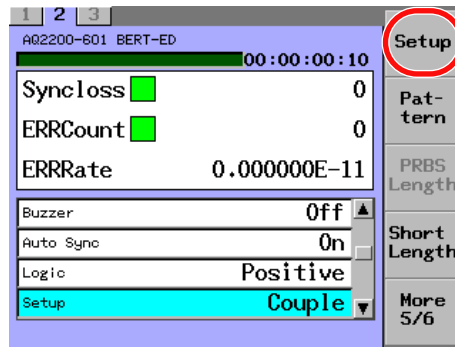 1 2 3
AQ2200-601 BERT-ED
00:00:00:10
Syncloss 0
ERRCount 0
ERRRate 0.000000E-11
Buzzer Off
Auto Sync On
Logic Positive
Setup Couple
Setup
Pat-
tern
PRBS
Length
Short
Length
More
5/6